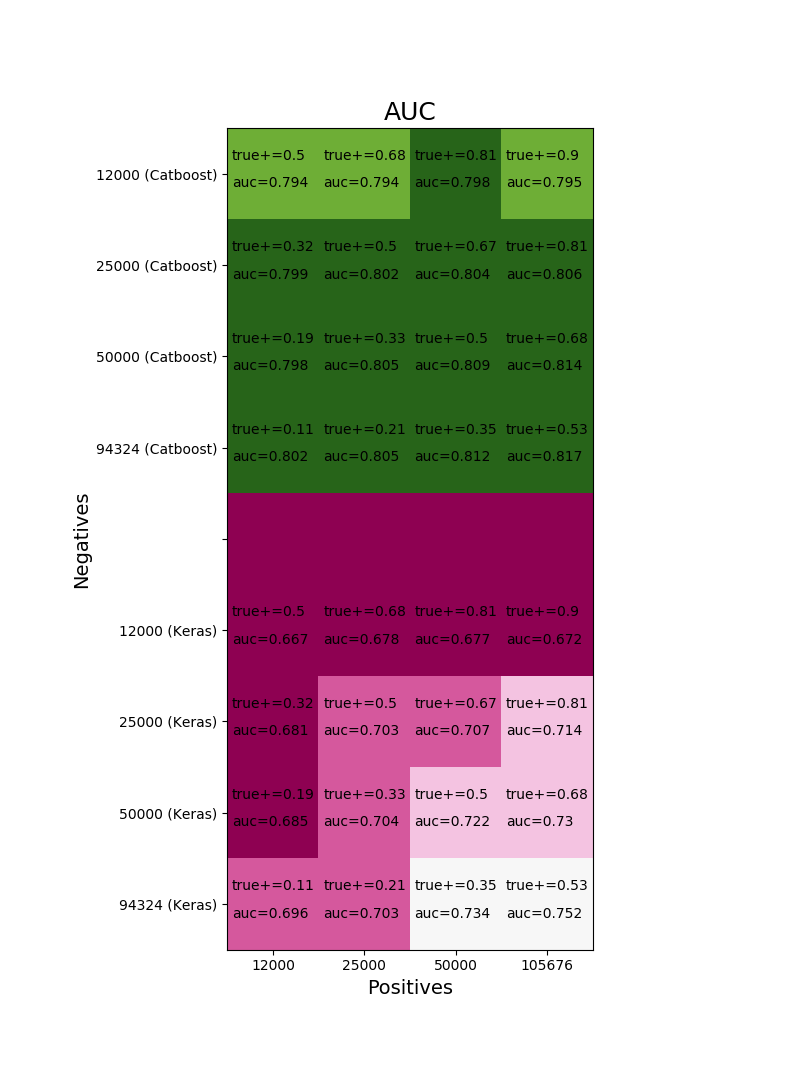 AUC
12000 (Catboost)
true+=0.5 true+=0.68 true+=0.81 true+=0.9
auc=0.794 auc=0.794 auc=0.798 auc=0.795
25000 (Catboost)
true+=0.32 true+=0.5 true+=0.67 true+=0.81
auc=0.799 auc=0.802 auc=0.804 auc=0.806
50000 (Catboost)
true+=0.19 true+=0.33 true+=0.5 true+=0.68
auc=0.798 auc=0.805 auc=0.809 auc=0.814
94324 (Catboost)
true+=0.11 true+=0.21 true+=0.35 true+=0.53
auc=0.802 auc=0.805 auc=0.812 auc=0.817
Negatives
12000 (Keras)
true+=0.5 true+=0.68 true+=0.81 true+=0.9
auc=0.667 auc=0.678 auc=0.677 auc=0.672
25000 (Keras)
true+=0.32 true+=0.5 true+=0.67 true+=0.81
auc=0.681 auc=0.703 auc=0.707 auc=0.714
50000 (Keras)
true+=0.19 true+=0.33 true+=0.5 true+=0.68
auc=0.685 auc=0.704 auc=0.722 auc=0.73
94324 (Keras)
true+=0.11 true+=0.21 true+=0.35 true+=0.53
auc=0.696 auc=0.703 auc=0.734 auc=0.752
12000 25000 50000 105676
Positives